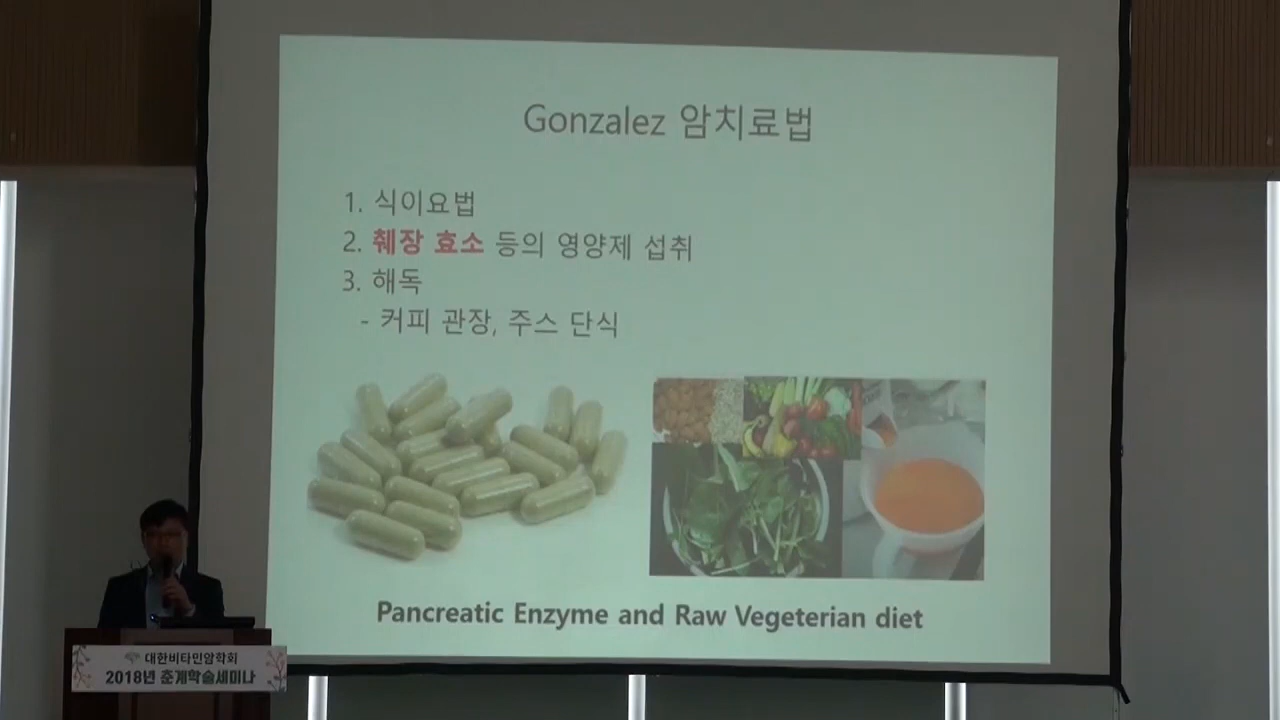 Gonzalez 암치료법
1. 식이요법
2. 췌장 효소 등의 영양제 섭취
3. 해독
- 커피 관장, 주스 단식
Pancreatic Enzyme and Raw Vegeterian diet
대한비타민암학회
2018년 춘계학술세미나